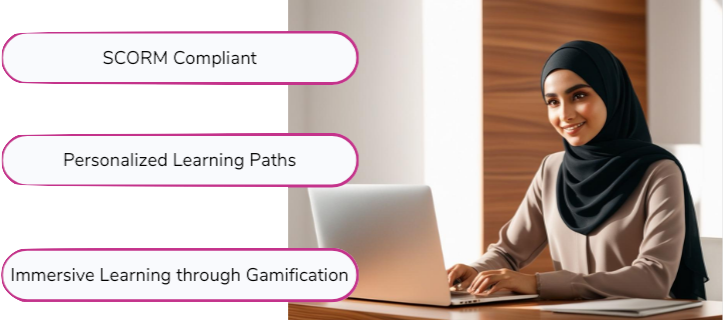 SCORM Compliant
Personalized Learning Paths
Immersive Learning through Gamification